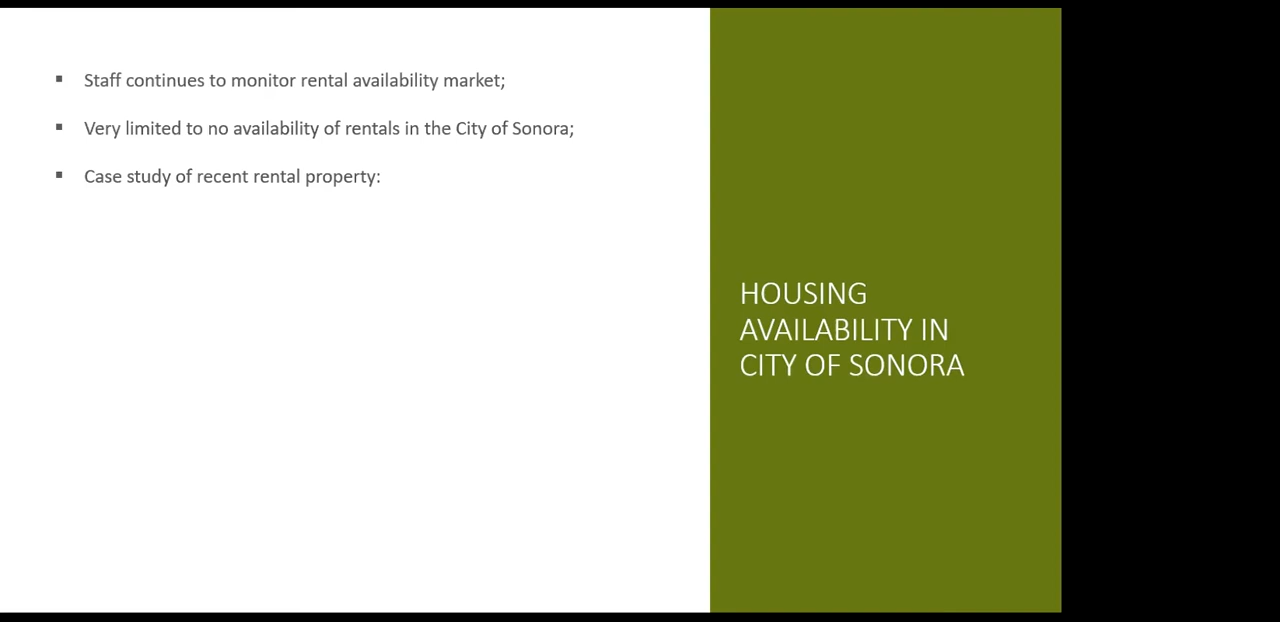 ▪ Staff continues to monitor rental availability market;
▪ Very limited to no availability of rentals in the City of Sonora;
▪ Case study of recent rental property:
HOUSING
AVAILABILITY IN
CITY OF SONORA